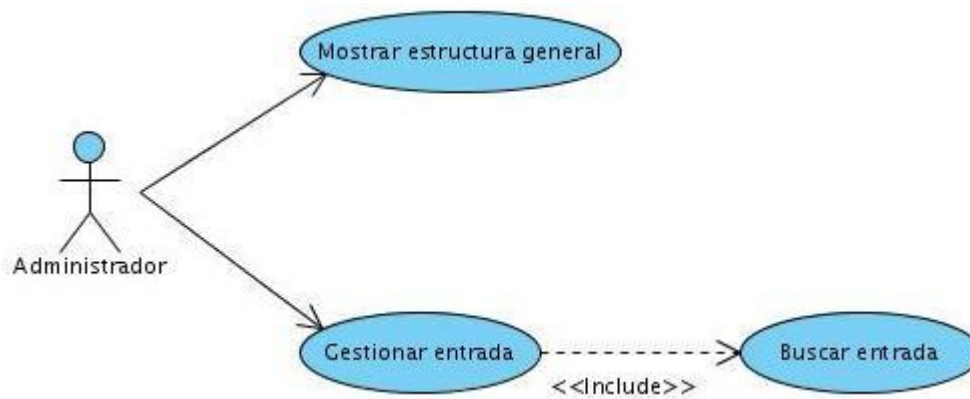 Mostrar estructura general
Administrador
Gestionar entrada
Buscar entrada
<<Include>>